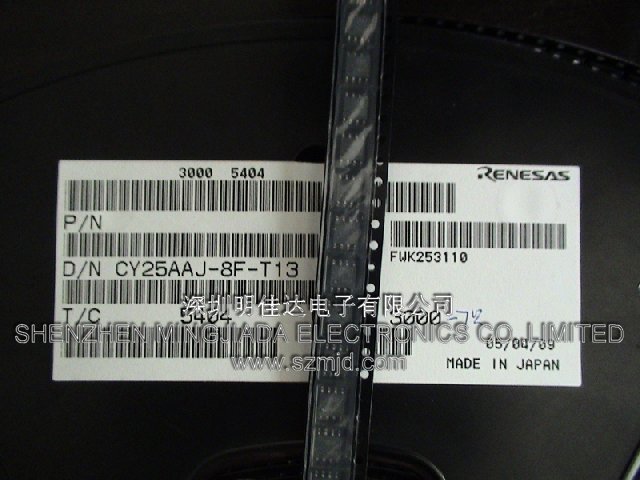 3000 5404
RENESAS
P/N
FWK253110
D/N CY25AAJ-8F-T13
深圳明佳达电子有限公司
T/C 5404 3000
SHENZHEN MINGJIADA ELECTRONICS CO.,LIMITED
www.szmjd.com
MADE IN JAPAN